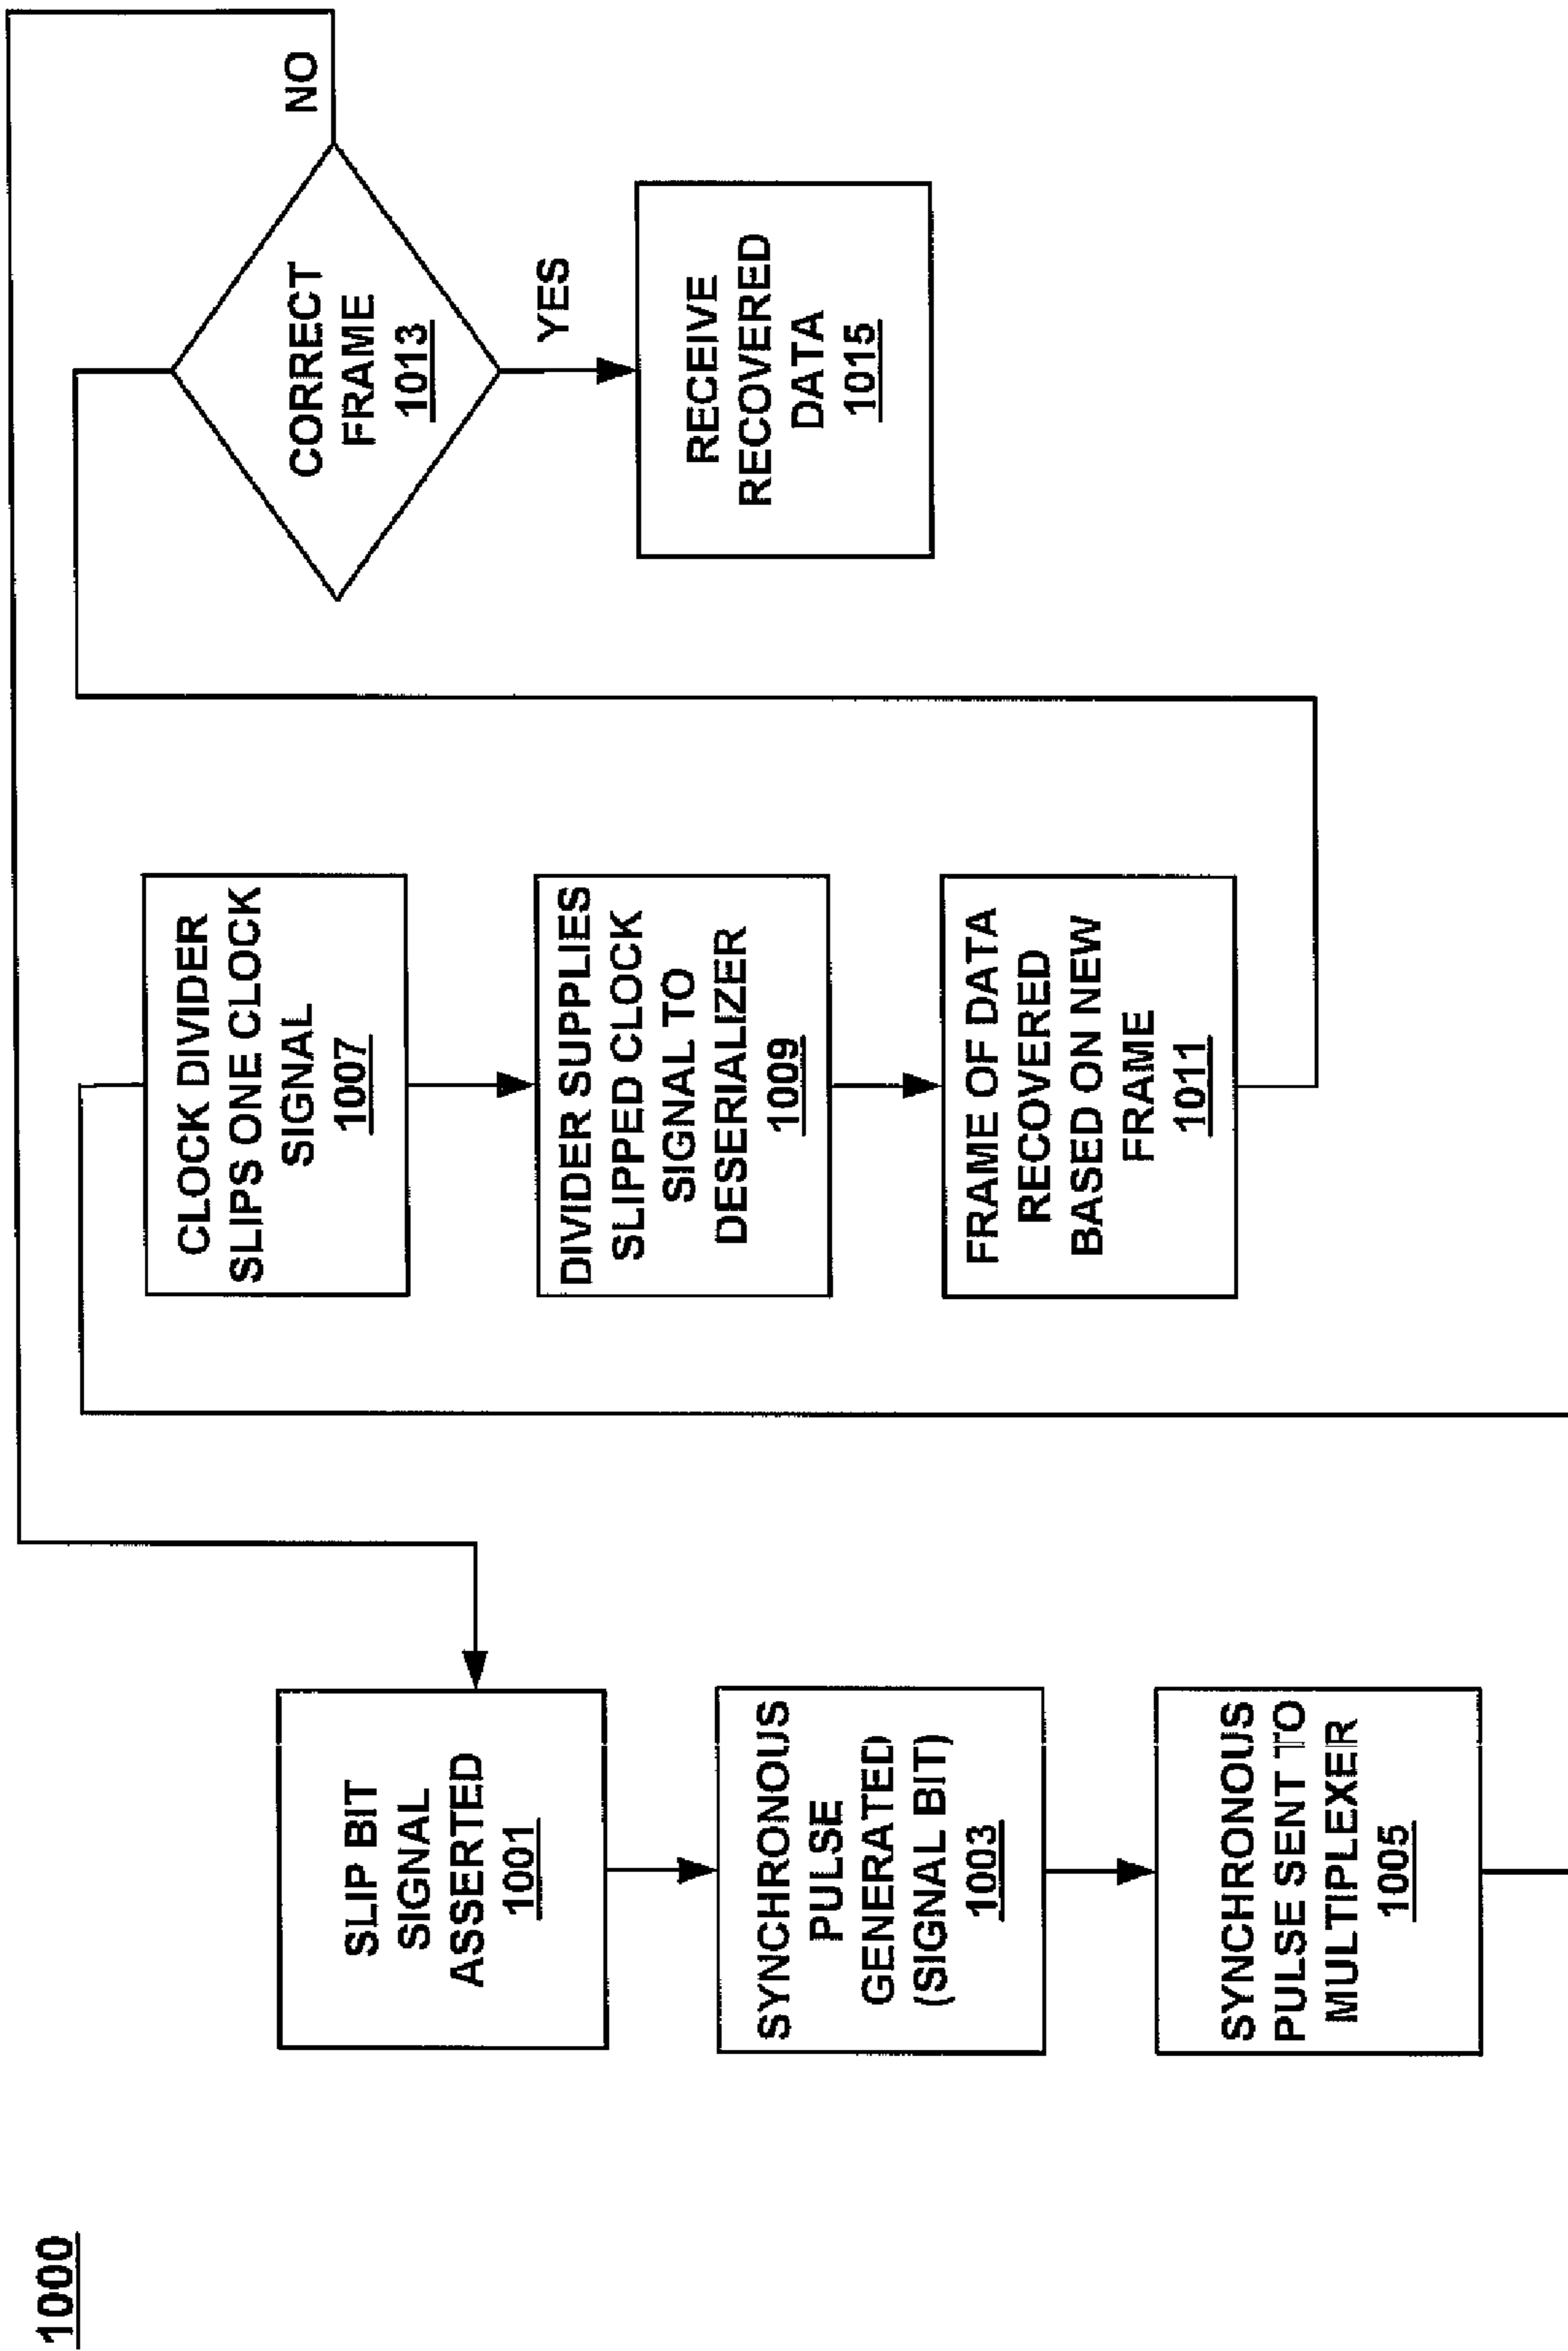 1000
SLIP BIT
SIGNAL
ASSERTED
1001
SYNCHRONOUS
PULSE
GENERATED
(SIGNAL BIT)
1003
SYNCHRONOUS
PULSE SENT TO
MULTIPLEXER
1005
CLOCK DIVIDER
SLIPS ONE CLOCK
SIGNAL
1007
DIVIDER SUPPLIES
SLIPPED CLOCK
SIGNAL TO
DESERIALIZER
1009
FRAME OF DATA
RECOVERED
BASED ON NEW
FRAME
1011
CORRECT
FRAME
1013
NO
YES
RECEIVE
RECOVERED
DATA
1015